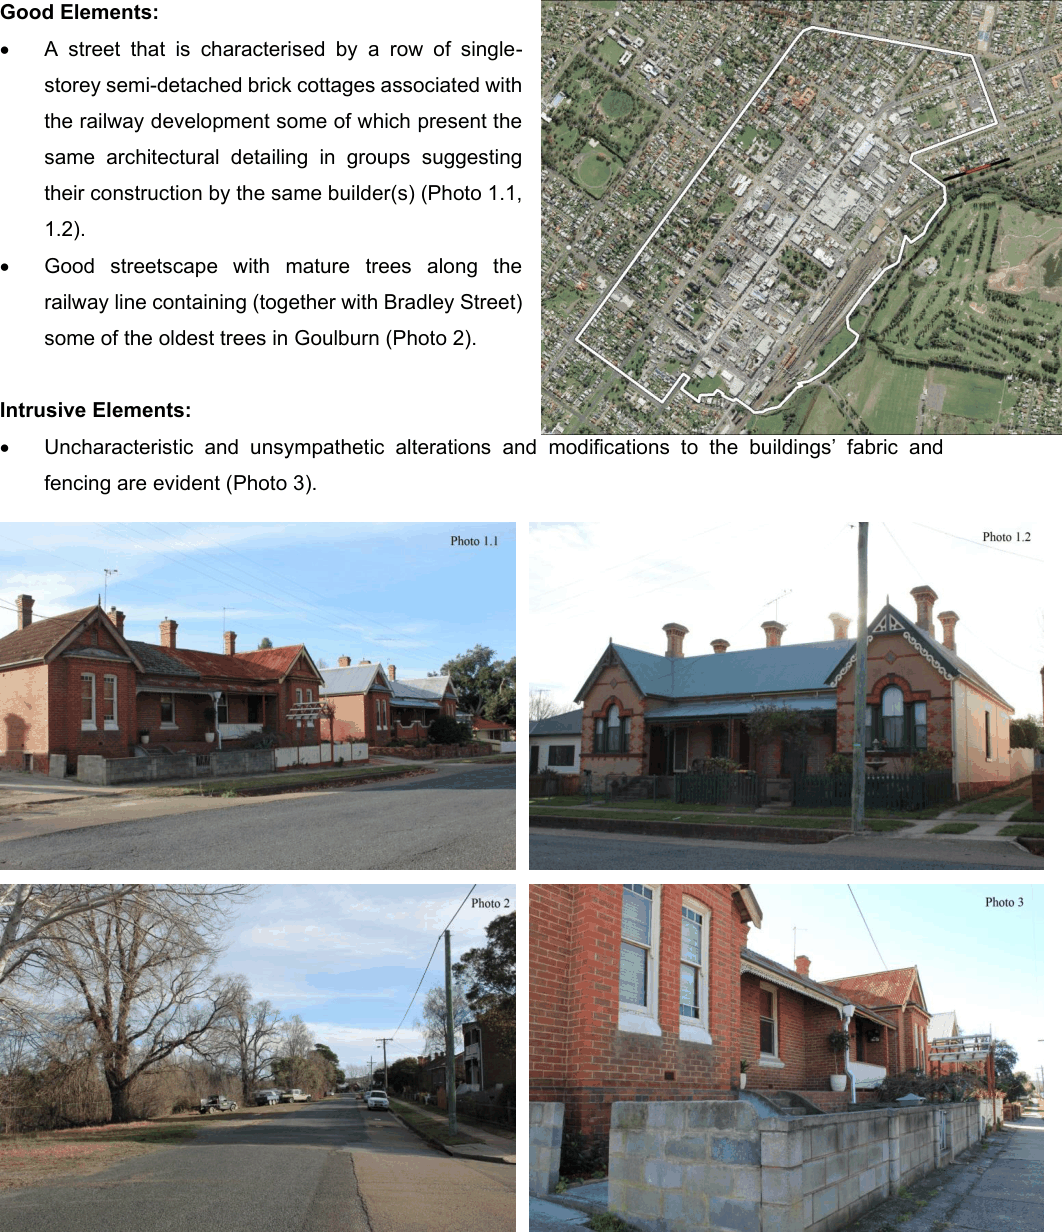 Good Elements:
• A street that is characterised by a row of single-
storey semi-detached brick cottages associated with
the railway development some of which present the
same architectural detailing in groups suggesting
their construction by the same builder(s) (Photo 1.1,
1.2).
• Good streetscape with mature trees along the
railway line containing (together with Bradley Street)
some of the oldest trees in Goulburn (Photo 2).
Intrusive Elements:
• Uncharacteristic and unsympathetic alterations and modifications to the buildings’ fabric and
fencing are evident (Photo 3).
Photo 1.1
Photo 1.2
Photo 2
Photo 3